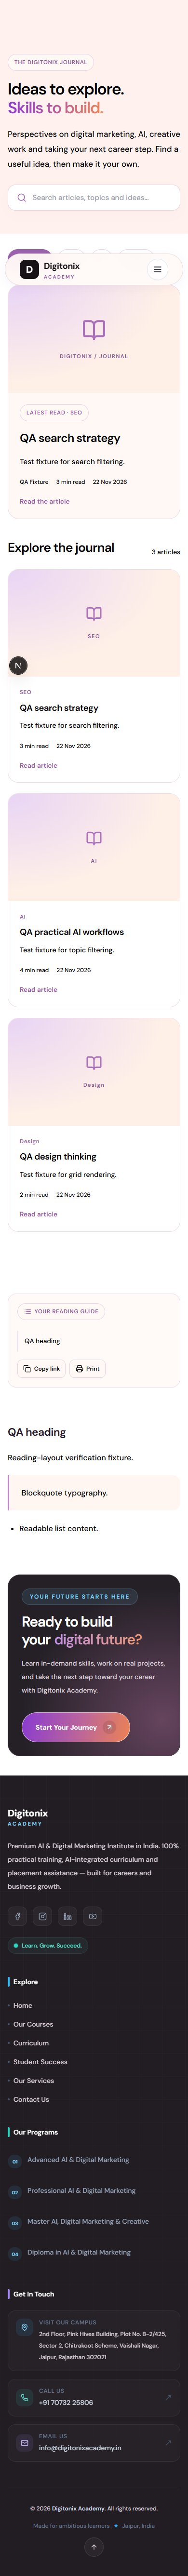 THE DIGITONIX JOURNAL
Ideas to explore.
Skills to build.
Perspectives on digital marketing, AI, creative
work and taking your next career step. Find a
useful idea, then make it your own.
Search articles, topics and ideas...
D
Digitonix
ACADEMY
DIGITONIX / JOURNAL
LATEST READ · SEO
QA search strategy
Test fixture for search filtering.
QA Fixture 3 min read 22 Nov 2026
Read the article
Explore the journal
3 articles
SEO
N
SEO
QA search strategy
Test fixture for search filtering.
3 min read 22 Nov 2026
Read article
AI
AI
QA practical AI workflows
Test fixture for topic filtering.
4 min read 22 Nov 2026
Read article
Design
Design
QA design thinking
Test fixture for grid rendering.
2 min read 22 Nov 2026
Read article
YOUR READING GUIDE
QA heading
Copy link Print
QA heading
Reading-layout verification fixture.
Blockquote typography.
• Readable list content.
YOUR FUTURE STARTS HERE
Ready to build
your digital future?
Learn in-demand skills, work on real projects,
and take the next step toward your career
with Digitonix Academy.
Start Your Journey
Digitonix
ACADEMY
Premium AI & Digital Marketing Institute in India. 100%
practical training, AI-integrated curriculum and
placement assistance — built for careers and
business growth.
Learn. Grow. Succeed.
Explore
Home
Our Courses
Curriculum
Student Success
Our Services
Contact Us
Our Programs
01 Advanced AI & Digital Marketing
02 Professional AI & Digital Marketing
03 Master AI, Digital Marketing & Creative
04 Diploma in AI & Digital Marketing
Get In Touch
VISIT OUR CAMPUS
2nd Floor, Pink Hives Building, Plot No. B-2/425,
Sector 2, Chitrakoot Scheme, Vaishali Nagar,
Jaipur, Rajasthan 302021
CALL US
+91 70732 25806
EMAIL US
info@digitonixacademy.in
© 2026 Digitonix Academy. All rights reserved.
Made for ambitious learners ✦ Jaipur, India